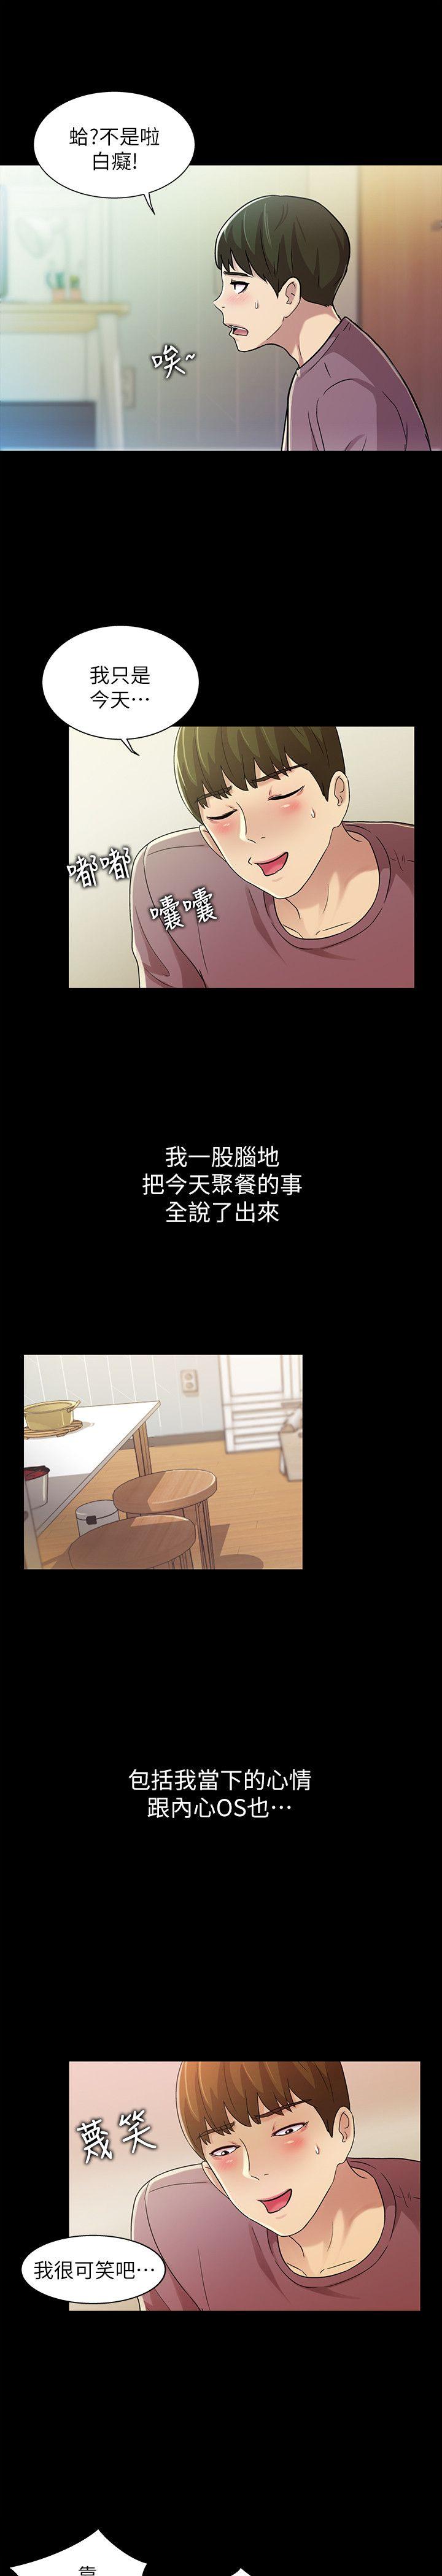 蛤?不是啦
白癡!
唉~
我只是
今天⋯
嘟嘟
囔囔
我一股腦地
把今天聚餐的事
全說了出來
包括我當下的心情
跟內心OS也⋯
蔑笑
我很可笑吧⋯